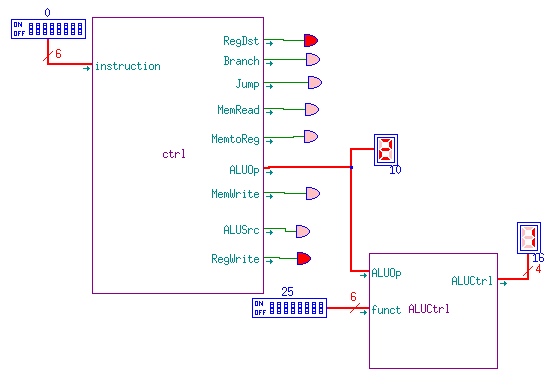 0
ON
OFF
6
instruction
RegDst
Branch
Jump
MemRead
MemtoReg
ctrl
ALUOp
2
10
MemWrite
ALUSrc
RegWrite
1
16
4
ALUOp
ALUCtrl
25
ON
OFF
6
funct
ALUCtrl